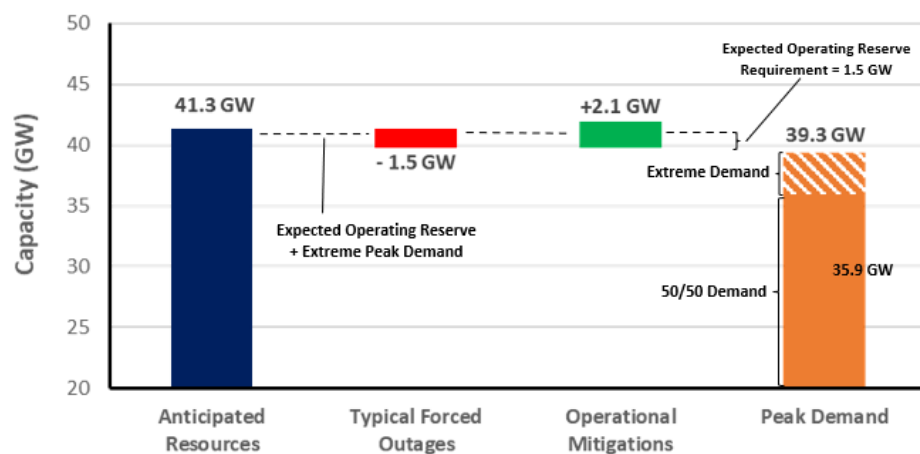 50
45
40
35
30
25
20
Capacity (GW)
41.3 GW
- 1.5 GW
+2.1 GW
Expected Operating Reserve
Requirement = 1.5 GW
39.3 GW
Extreme Demand
Expected Operating Reserve
+ Extreme Peak Demand
35.9 GW
50/50 Demand
Anticipated
Resources
Typical Forced
Outages
Operational
Mitigations
Peak Demand